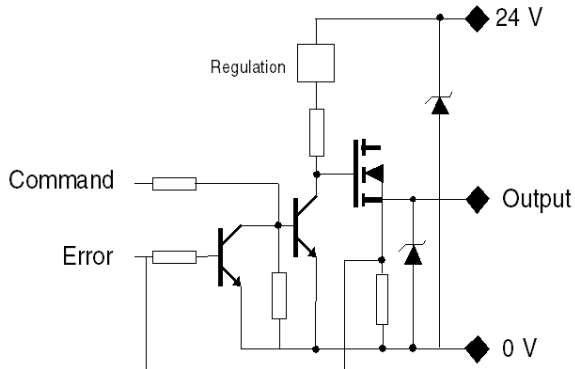 24 V
Regulation
Command
Output
Error
0 V